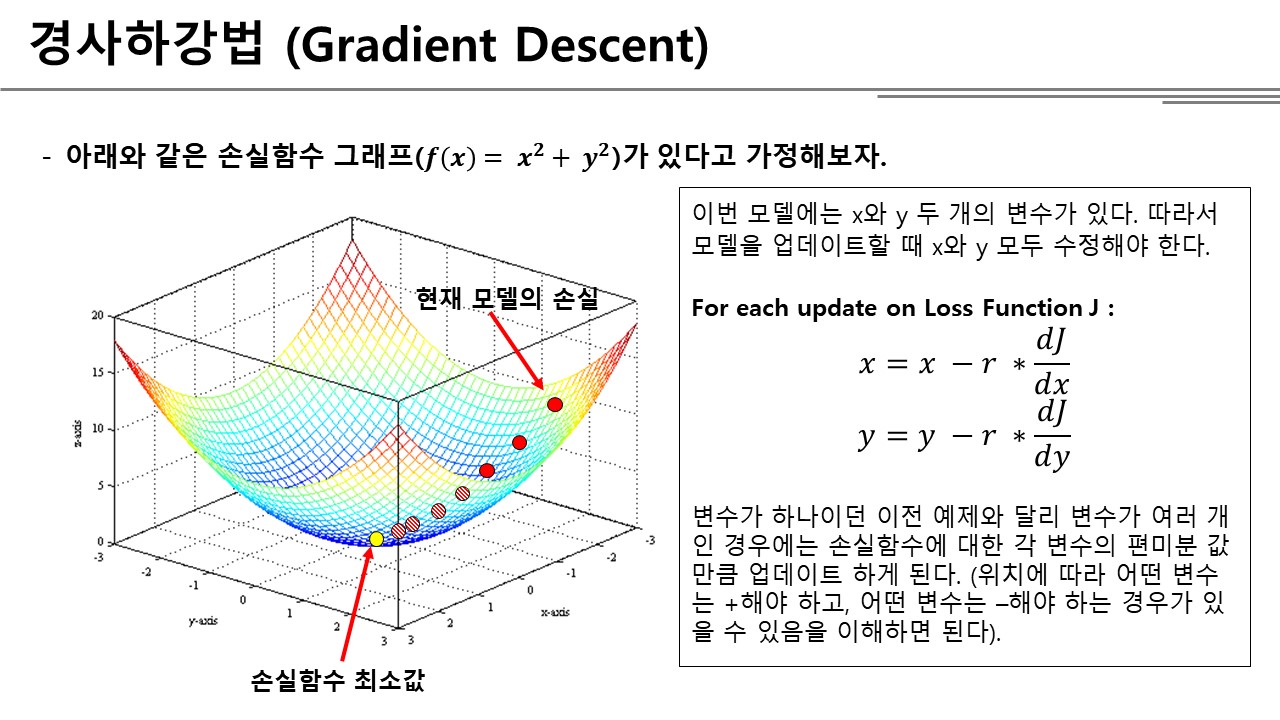 경사하강법 (Gradient Descent)
- 아래와 같은 손실함수 그래프(f(x) = x² + y²)가 있다고 가정해보자.
현재 모델의 손실
20
15
10
5
0
z-axis
-3
-2
-1
0
1
2
3
y-axis
3
2
1
0
-1
-2
-3
x-axis
손실함수 최소값
이번 모델에는 x와 y 두 개의 변수가 있다. 따라서
모델을 업데이트할 때 x와 y 모두 수정해야 한다.
For each update on Loss Function J :
x = x − r * dJ/dx
y = y − r * dJ/dy
변수가 하나이던 이전 예제와 달리 변수가 여러 개
인 경우에는 손실함수에 대한 각 변수의 편미분 값
만큼 업데이트 하게 된다. (위치에 따라 어떤 변수
는 +해야 하고, 어떤 변수는 –해야 하는 경우가 있
을 수 있음을 이해하면 된다).